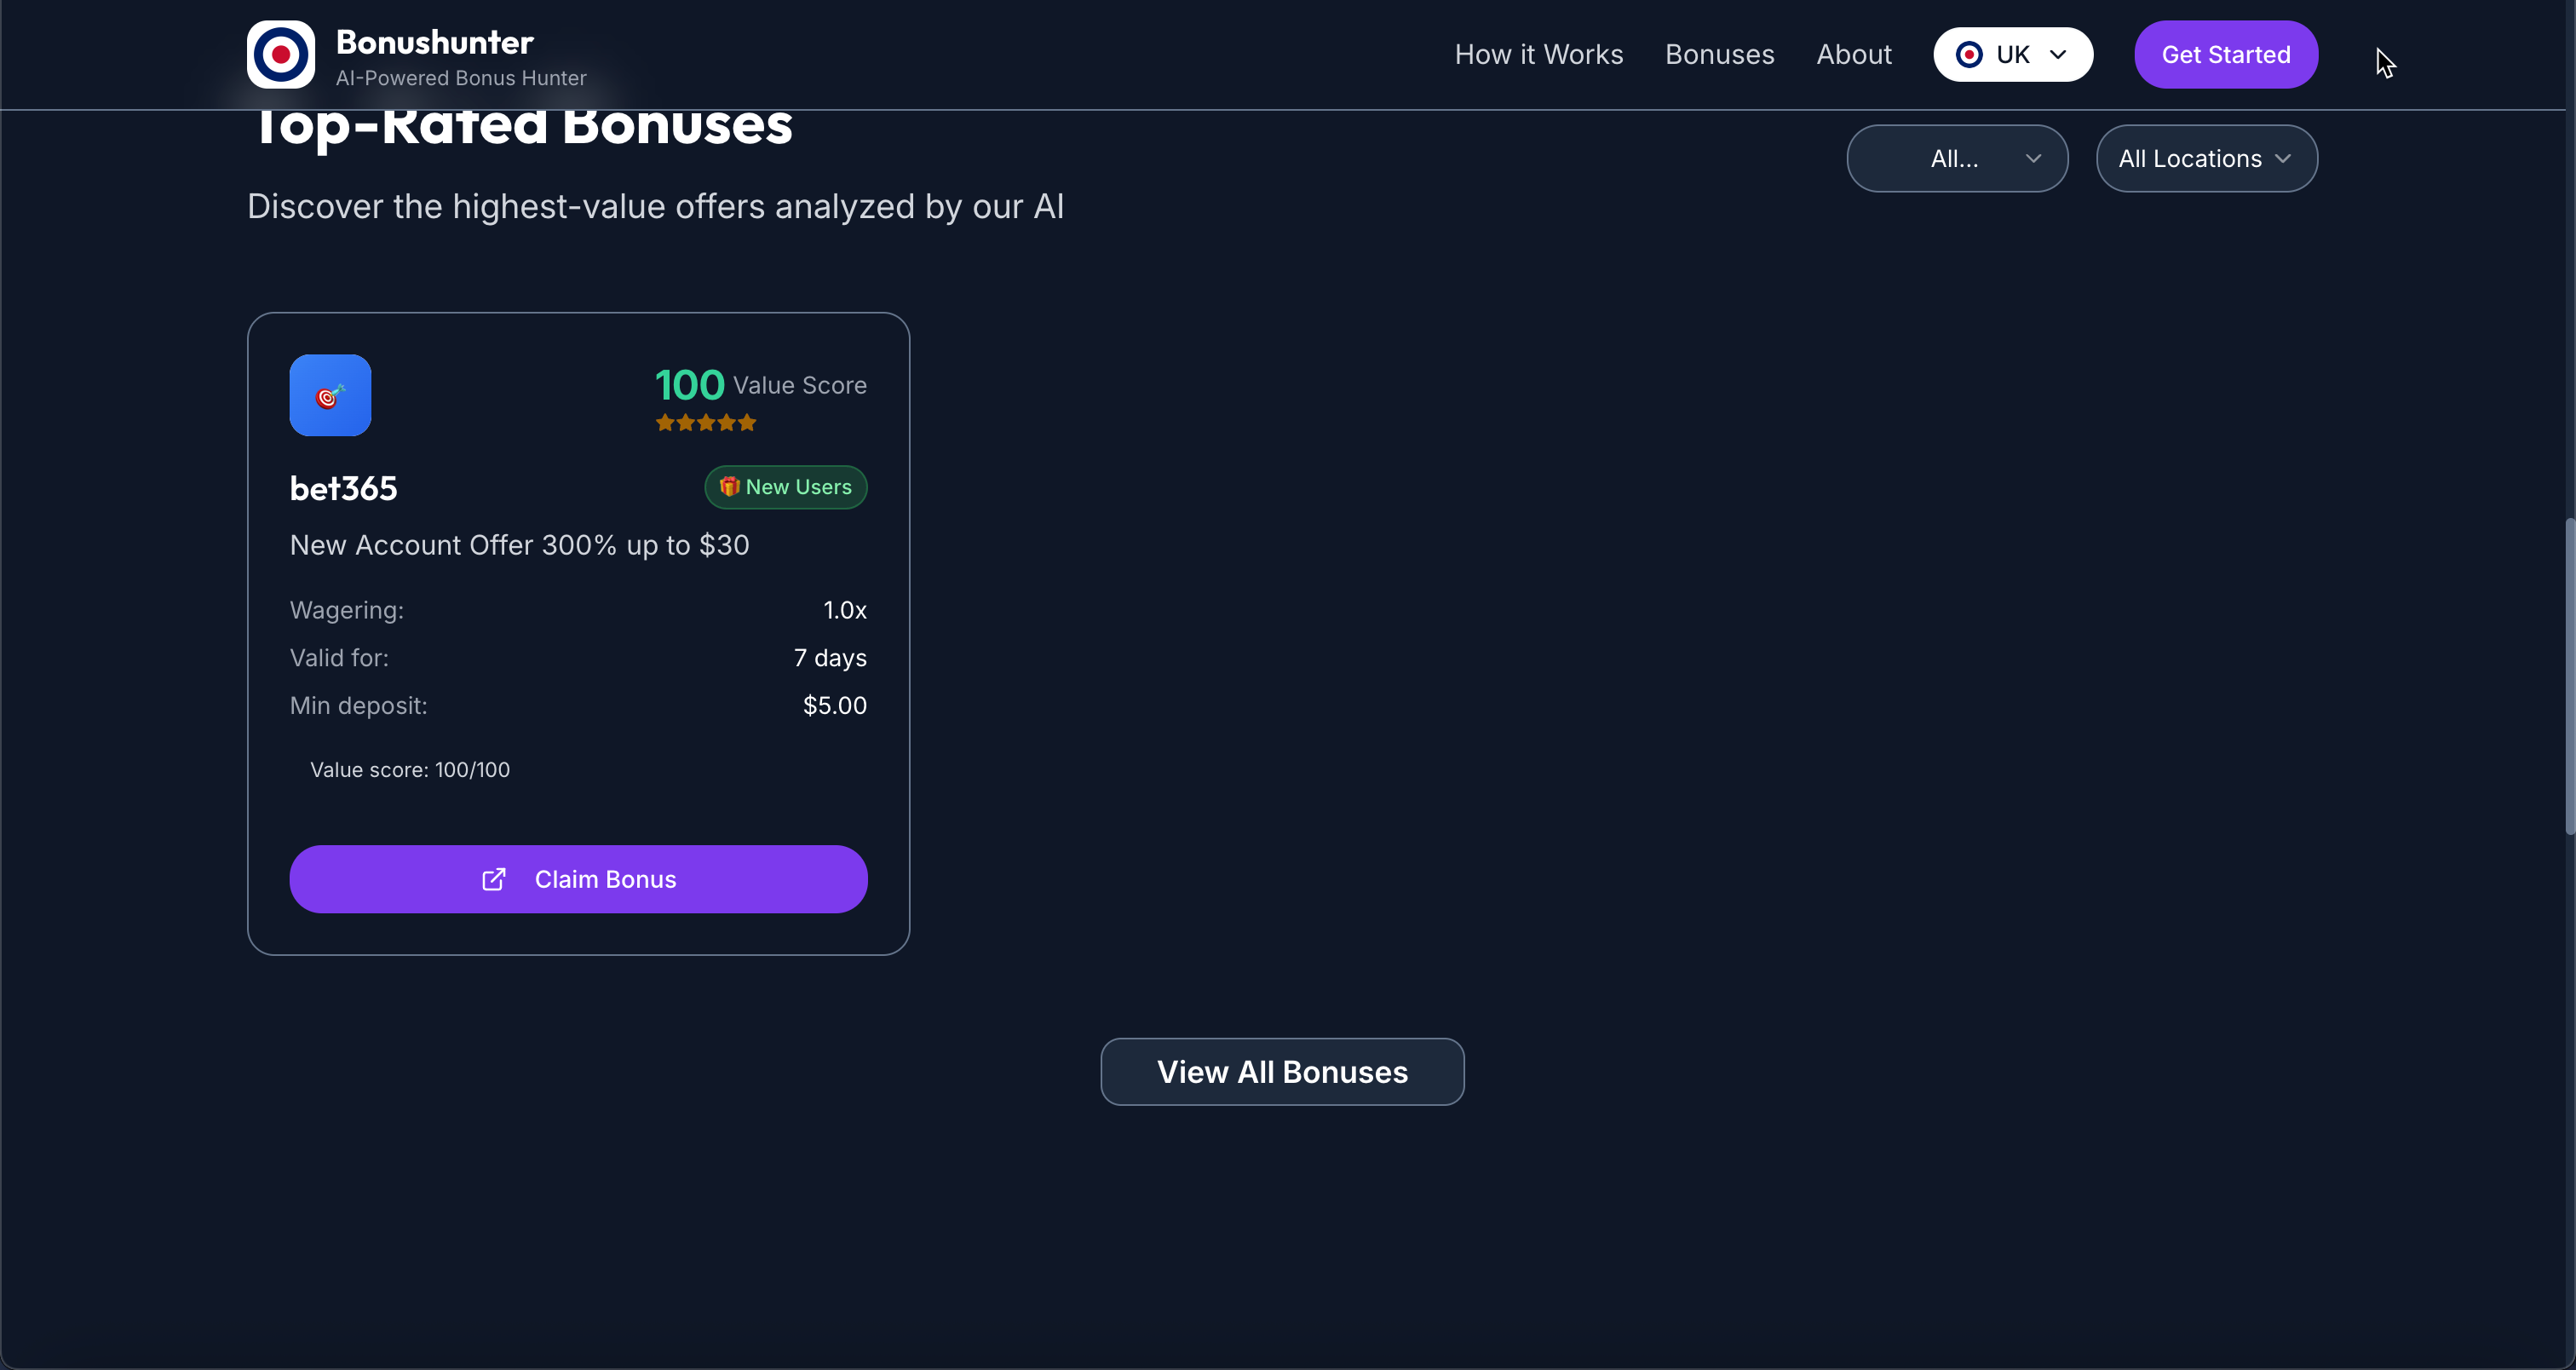 Bonushunter
AI-Powered Bonus Hunter
How it Works
Bonuses
About
UK
Get Started
Top-Rated Bonuses
All...
All Locations
Discover the highest-value offers analyzed by our AI
100 Value Score
bet365
New Users
New Account Offer 300% up to $30
Wagering: 1.0x
Valid for: 7 days
Min deposit: $5.00
Value score: 100/100
Claim Bonus
View All Bonuses